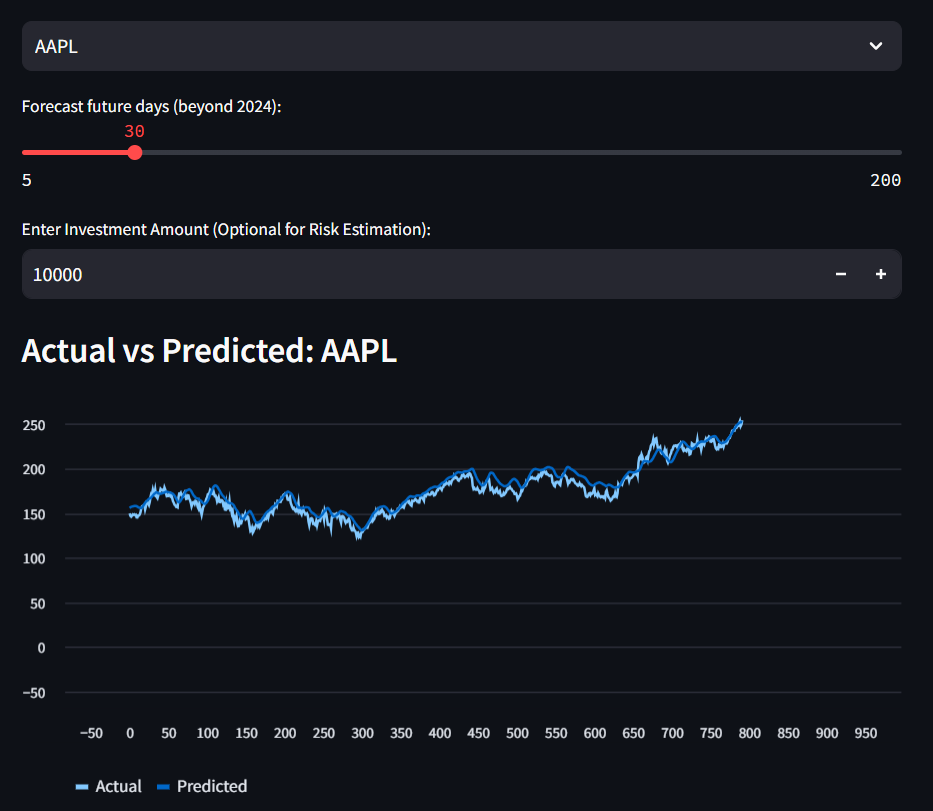 AAPL
Forecast future days (beyond 2024):
30
5 200
Enter Investment Amount (Optional for Risk Estimation):
10000 − +
Actual vs Predicted: AAPL
250
200
150
100
50
0
−50
−50 0 50 100 150 200 250 300 350 400 450 500 550 600 650 700 750 800 850 900 950
Actual Predicted